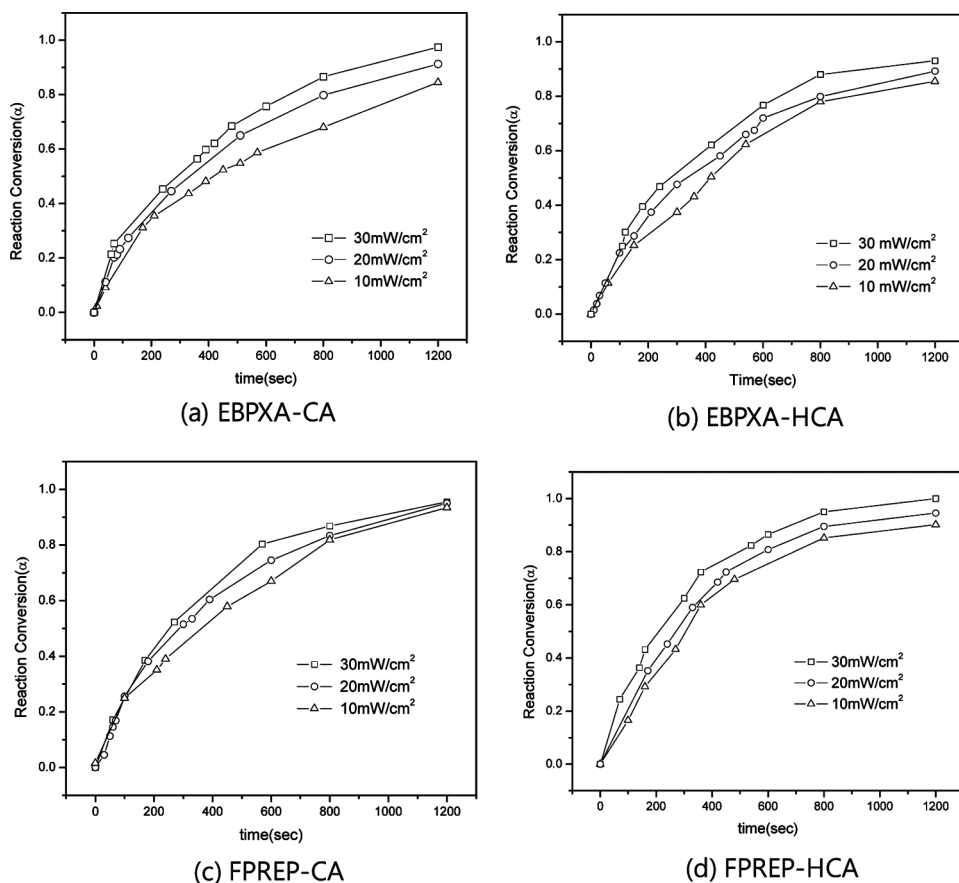 1.0
0.8
0.6
0.4
0.2
0.0
Reaction Conversion(α)
30mW/cm²
20mW/cm²
10mW/cm²
0 200 400 600 800 1000 1200
time(sec)
(a) EBPXA-CA
1.0
0.8
0.6
0.4
0.2
0.0
Reaction Conversion(α)
30 mW/cm²
20 mW/cm²
10 mW/cm²
0 200 400 600 800 1000 1200
Time(sec)
(b) EBPXA-HCA
1.0
0.8
0.6
0.4
0.2
0.0
Reaction Conversion(α)
30mW/cm²
20mW/cm²
10mW/cm²
0 200 400 600 800 1000 1200
time(sec)
(c) FPREP-CA
1.0
0.8
0.6
0.4
0.2
0.0
Reaction Conversion(α)
30mW/cm²
20mW/cm²
10mW/cm²
0 200 400 600 800 1000 1200
time(sec)
(d) FPREP-HCA